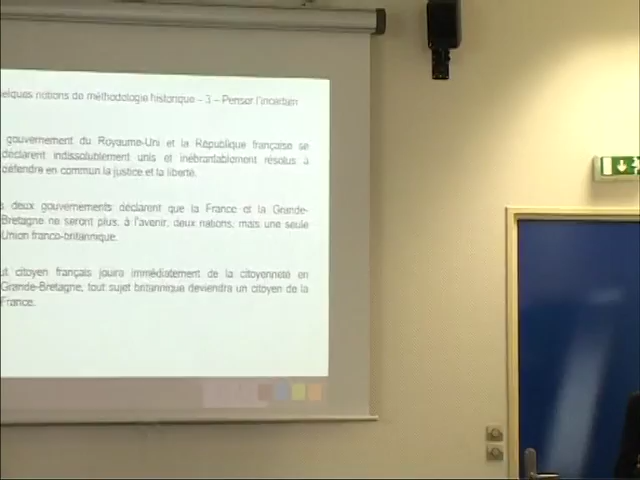 elques notions de méthodologie historique – 3 – Penser l'incertain
gouvernement du Royaume-Uni et la République française se
déclarent indissolublement unis et inébranlablement résolus à
défendre en commun la justice et la liberté.
s deux gouvernements déclarent que la France et la Grande-
Bretagne ne seront plus, à l'avenir, deux nations, mais une seule
Union franco-britannique.
ut citoyen français jouira immédiatement de la citoyenneté en
Grande-Bretagne, tout sujet britannique deviendra un citoyen de la
France.